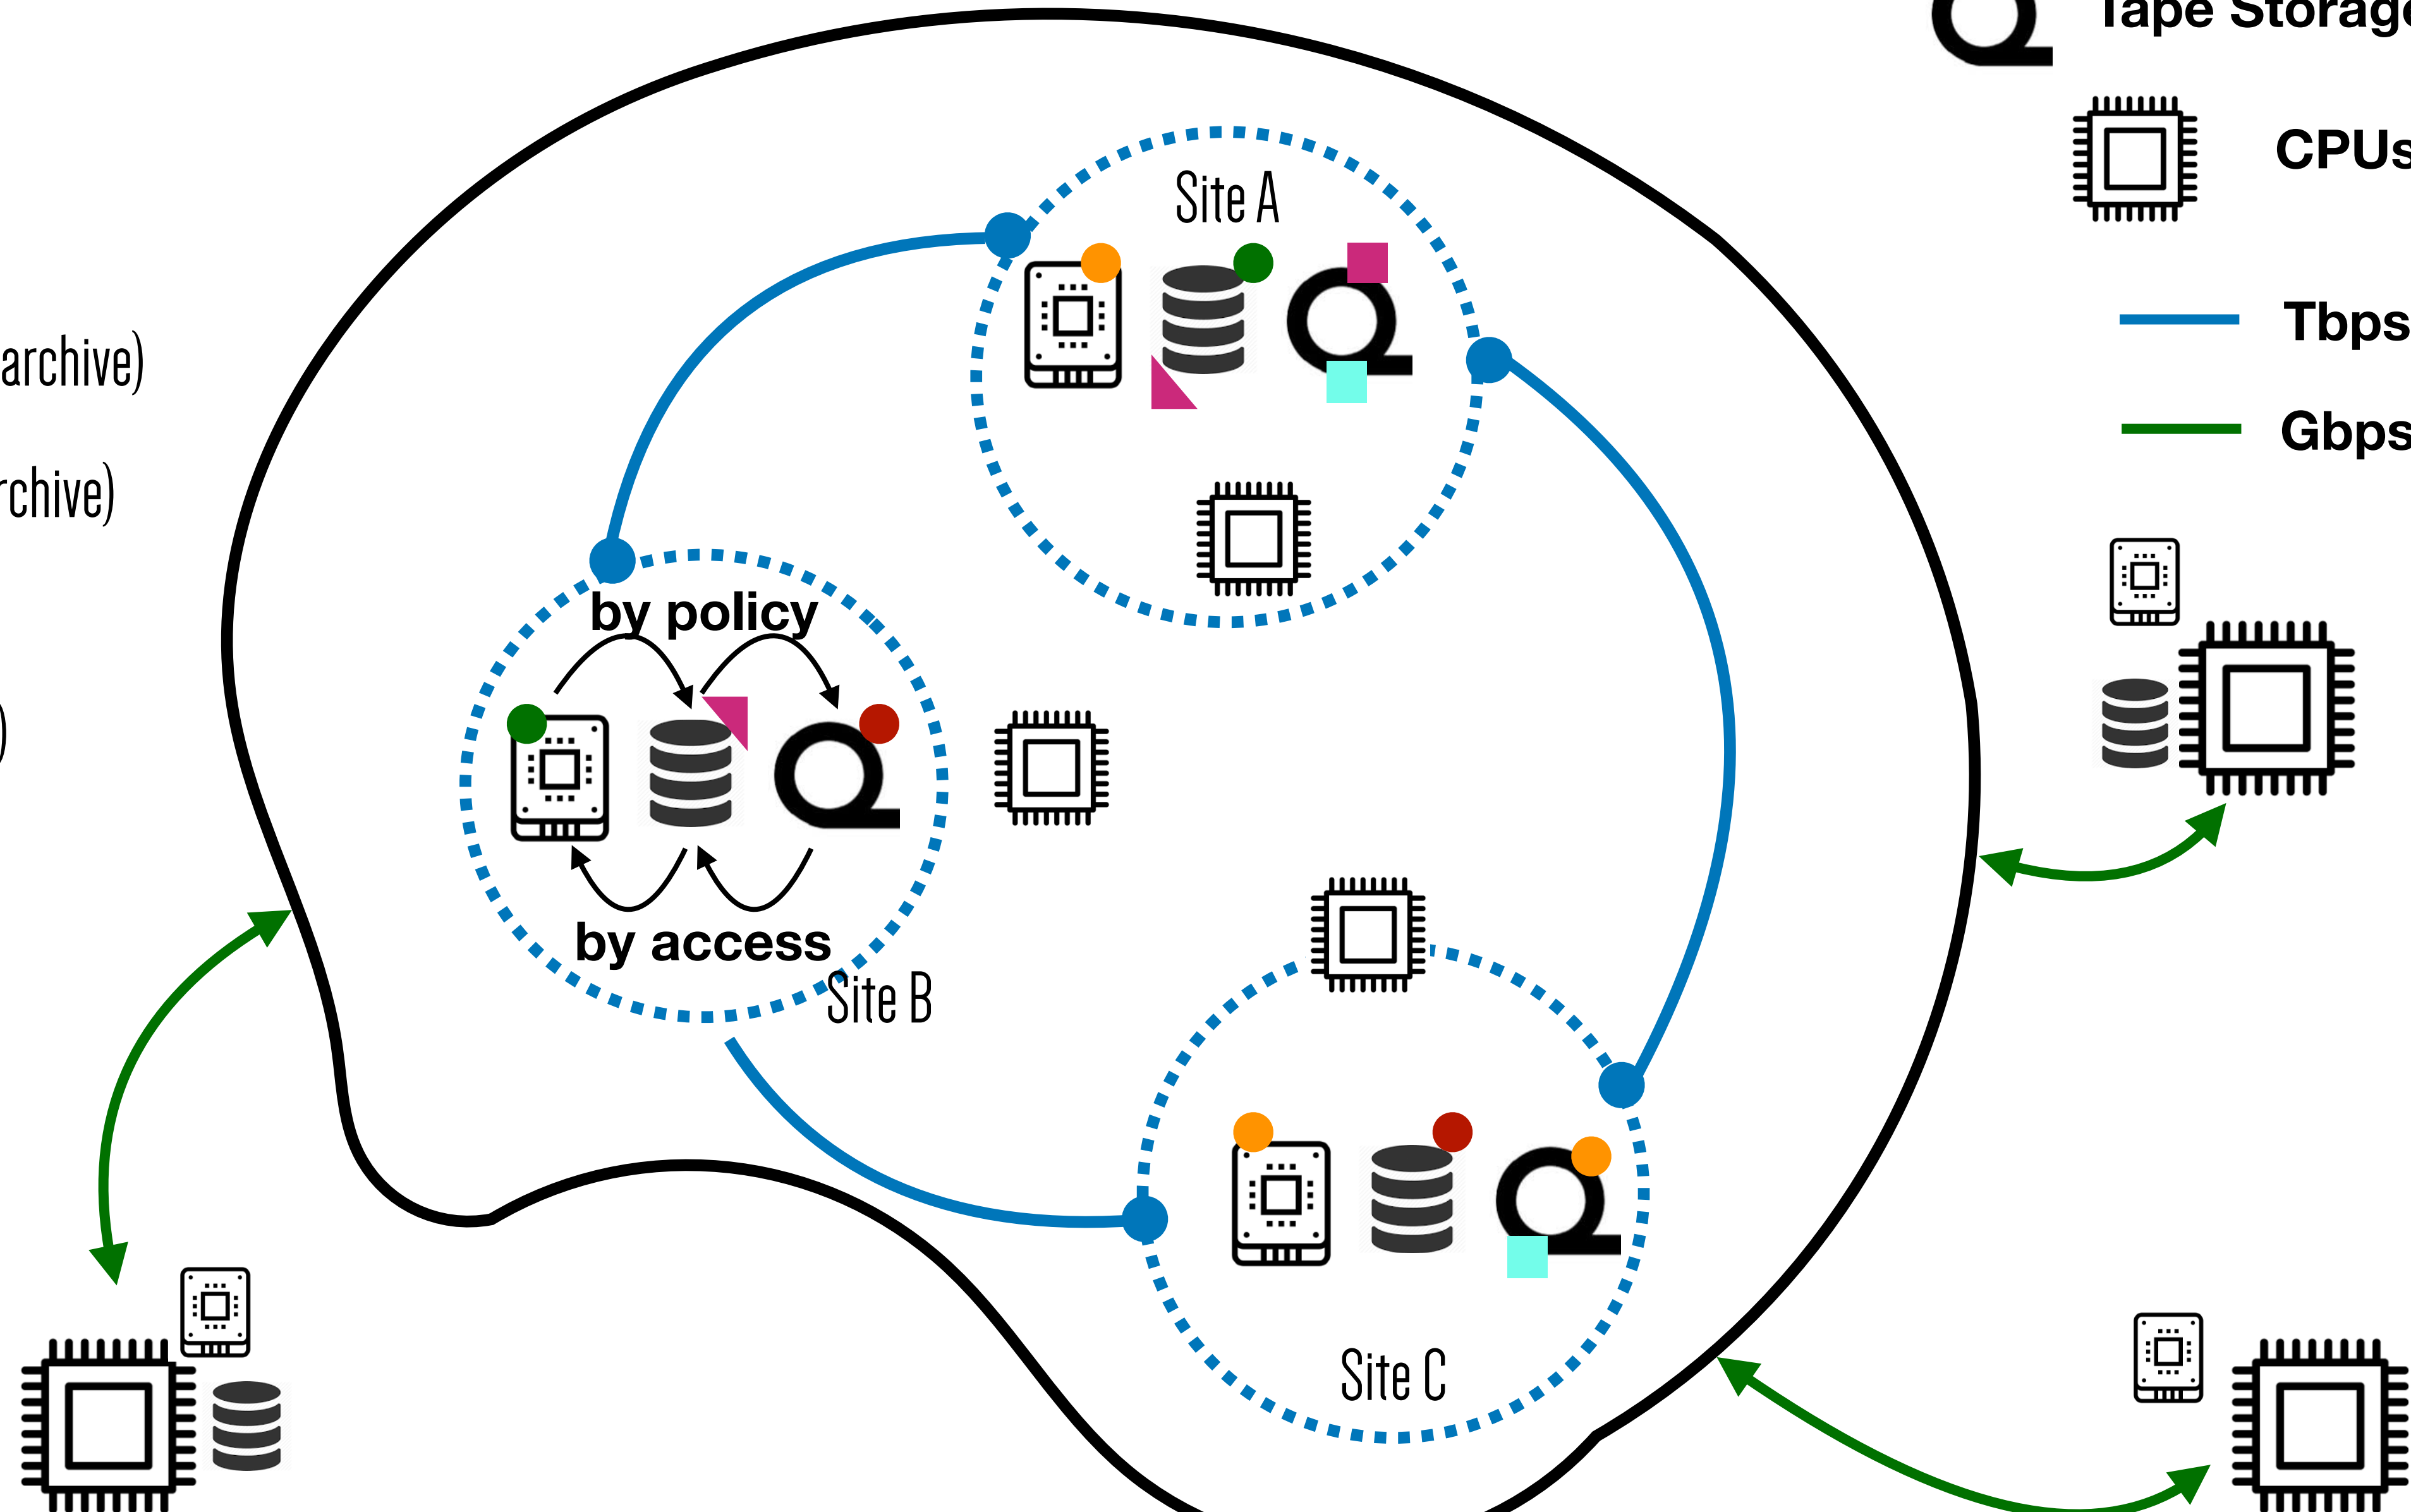 Tape Storage
CPUs
Site A
Tbps
archive)
Gbps
rchive)
by policy
)
by access
Site B
Site C